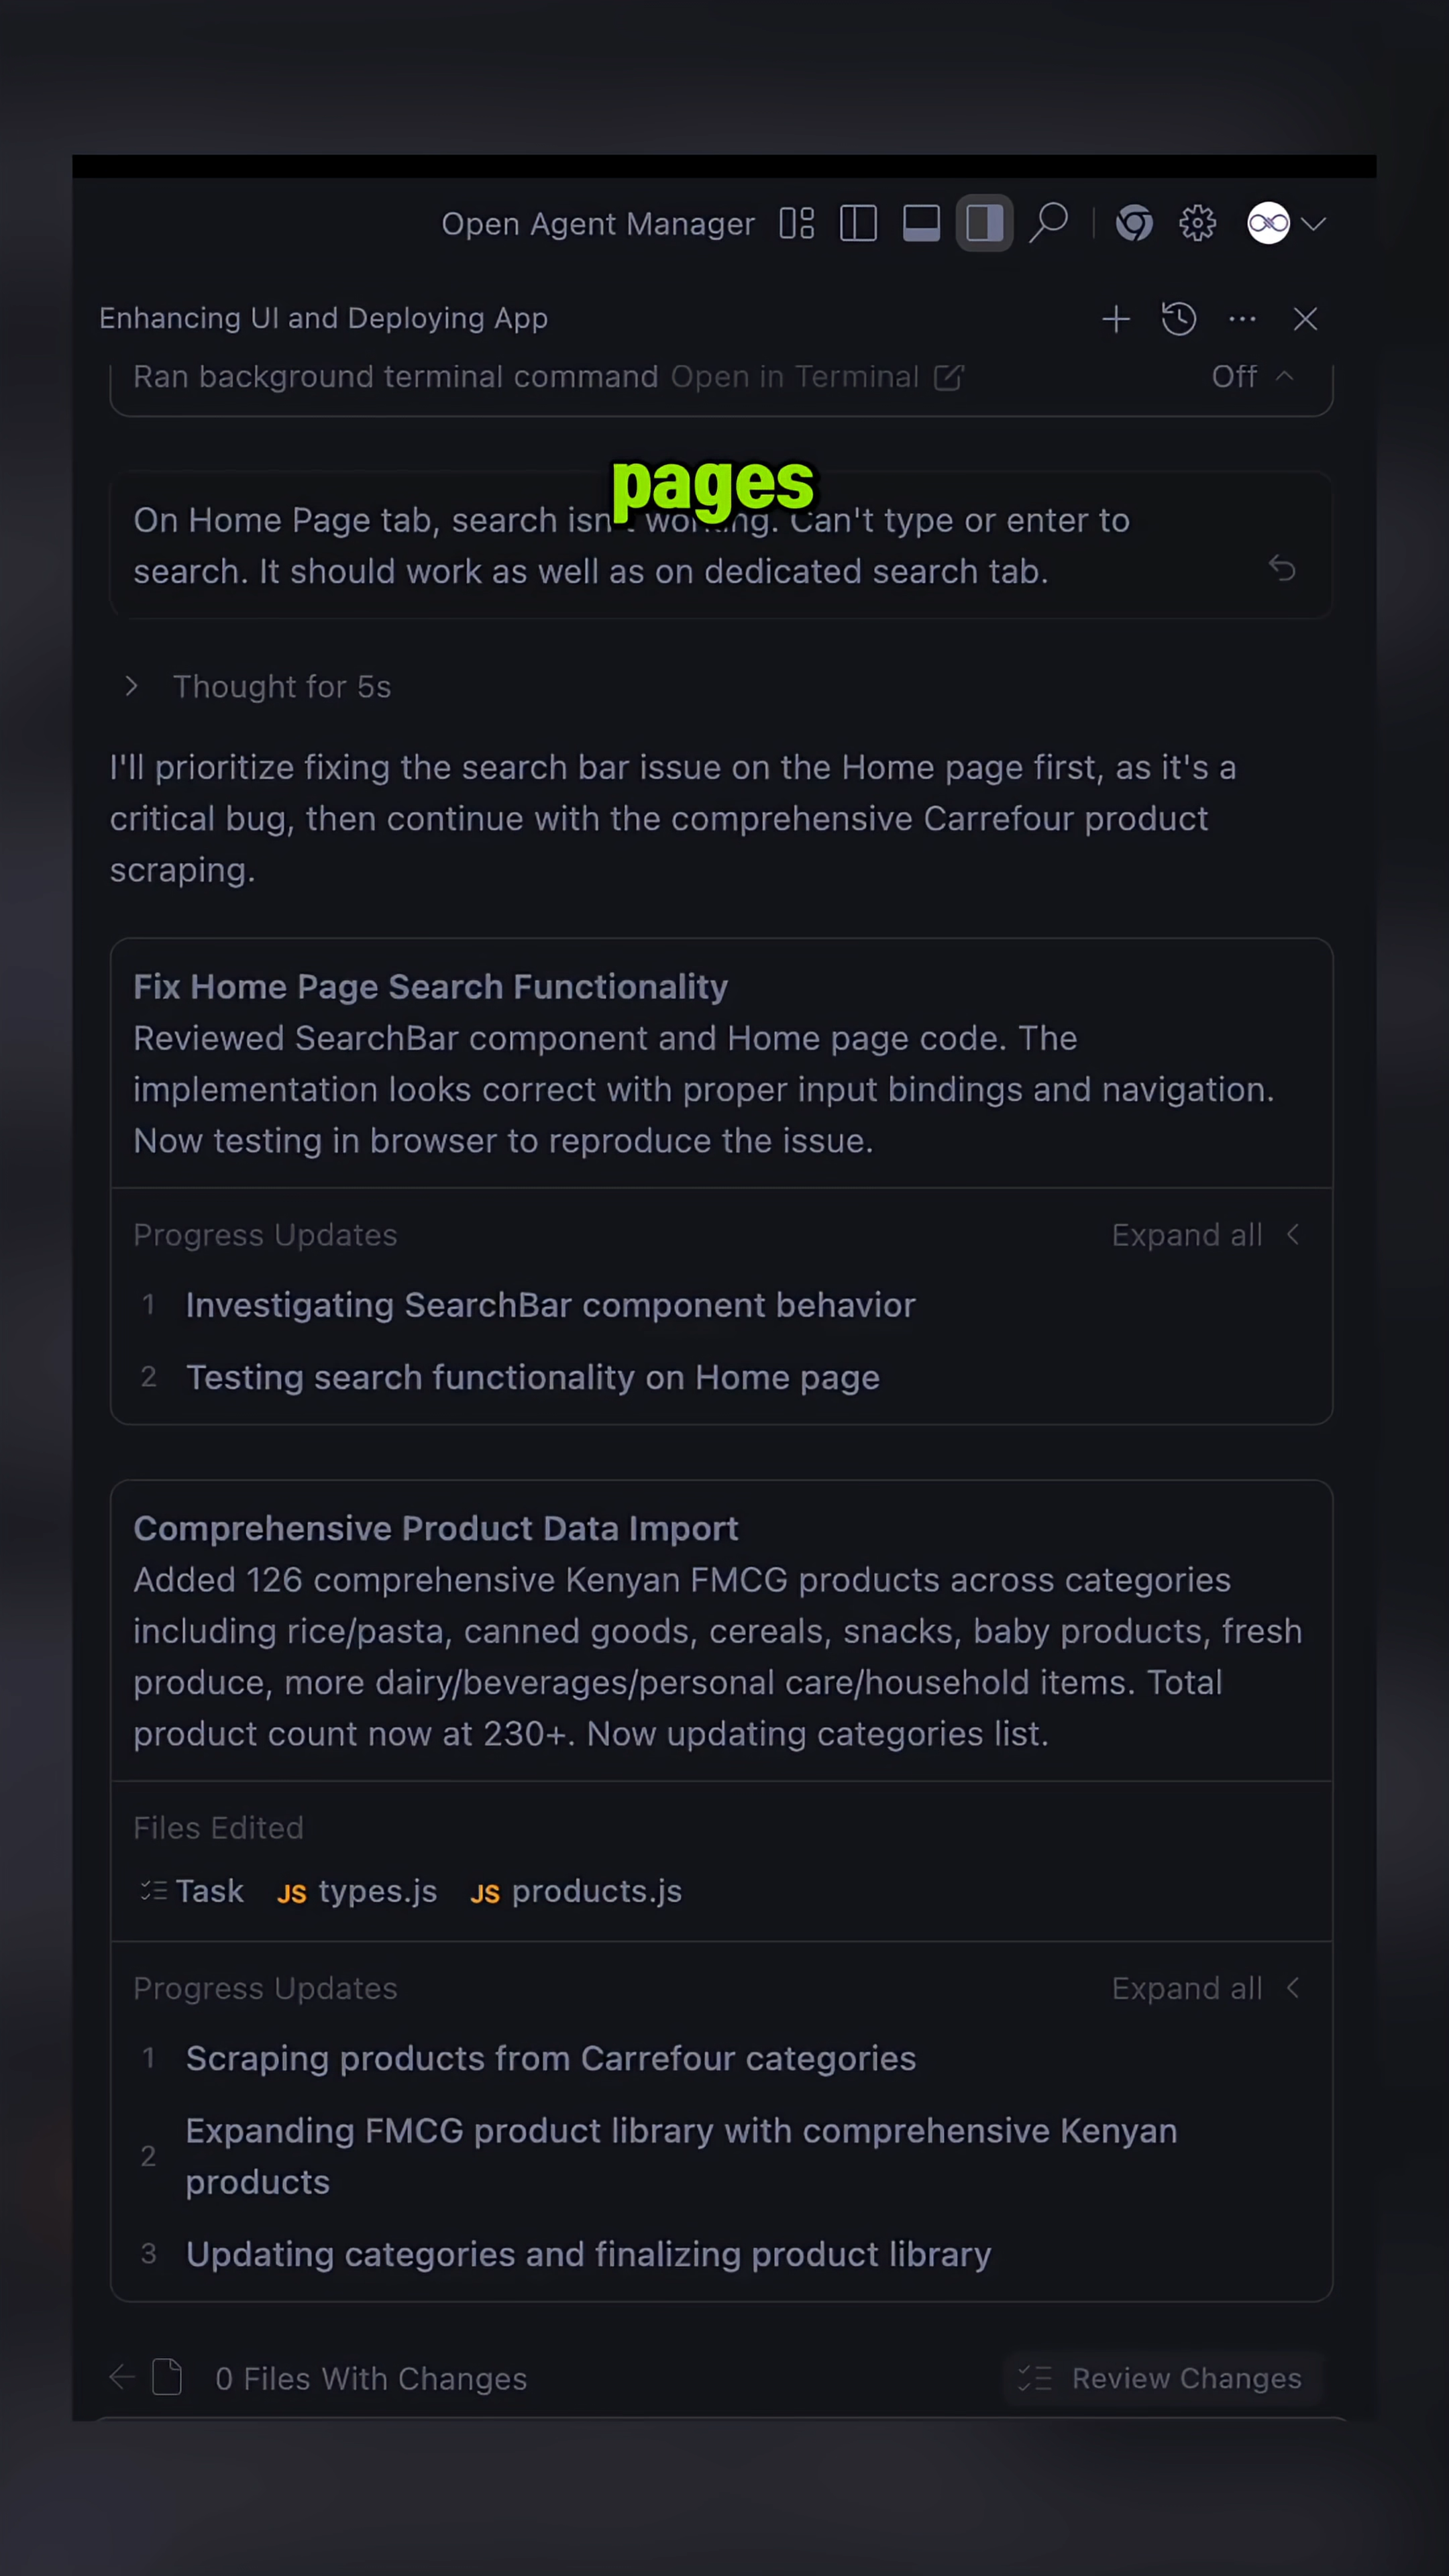 Open Agent Manager
Enhancing UI and Deploying App
Ran background terminal command Open in Terminal Off
pages
On Home Page tab, search isn't working. Can't type or enter to
search. It should work as well as on dedicated search tab.
Thought for 5s
I'll prioritize fixing the search bar issue on the Home page first, as it's a
critical bug, then continue with the comprehensive Carrefour product
scraping.
Fix Home Page Search Functionality
Reviewed SearchBar component and Home page code. The
implementation looks correct with proper input bindings and navigation.
Now testing in browser to reproduce the issue.
Progress Updates Expand all
1 Investigating SearchBar component behavior
2 Testing search functionality on Home page
Comprehensive Product Data Import
Added 126 comprehensive Kenyan FMCG products across categories
including rice/pasta, canned goods, cereals, snacks, baby products, fresh
produce, more dairy/beverages/personal care/household items. Total
product count now at 230+. Now updating categories list.
Files Edited
Task JS types.js JS products.js
Progress Updates Expand all
1 Scraping products from Carrefour categories
2 Expanding FMCG product library with comprehensive Kenyan
products
3 Updating categories and finalizing product library
0 Files With Changes Review Changes